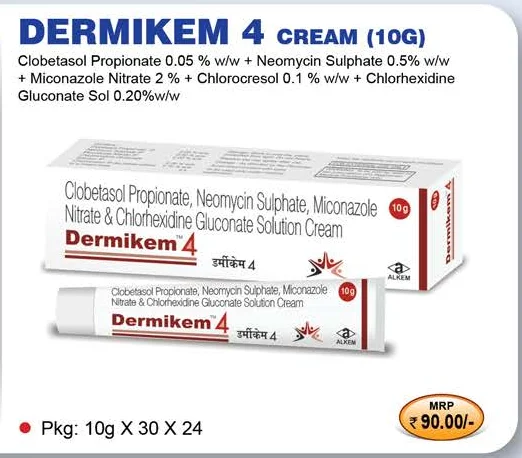 DERMIKEM 4 CREAM (10G)
Clobetasol Propionate 0.05 % w/w + Neomycin Sulphate 0.5% w/w
+ Miconazole Nitrate 2 % + Chlorocresol 0.1 % w/w + Chlorhexidine
Gluconate Sol 0.20%w/w
Clobetasol Propionate, Neomycin Sulphate, Miconazole
Nitrate & Chlorhexidine Gluconate Solution Cream
10g
Dermikem™ 4
डर्मीकेम 4
a
ALKEM
Dermikem 4
10g
ALKEM
Clobetasol Propionate, Neomycin Sulphate, Miconazole
Nitrate & Chlorhexidine Gluconate Solution Cream
10g
Dermikem™ 4
डर्मीकेम 4
a
ALKEM
Pkg: 10g X 30 X 24
MRP
₹ 90.00/-